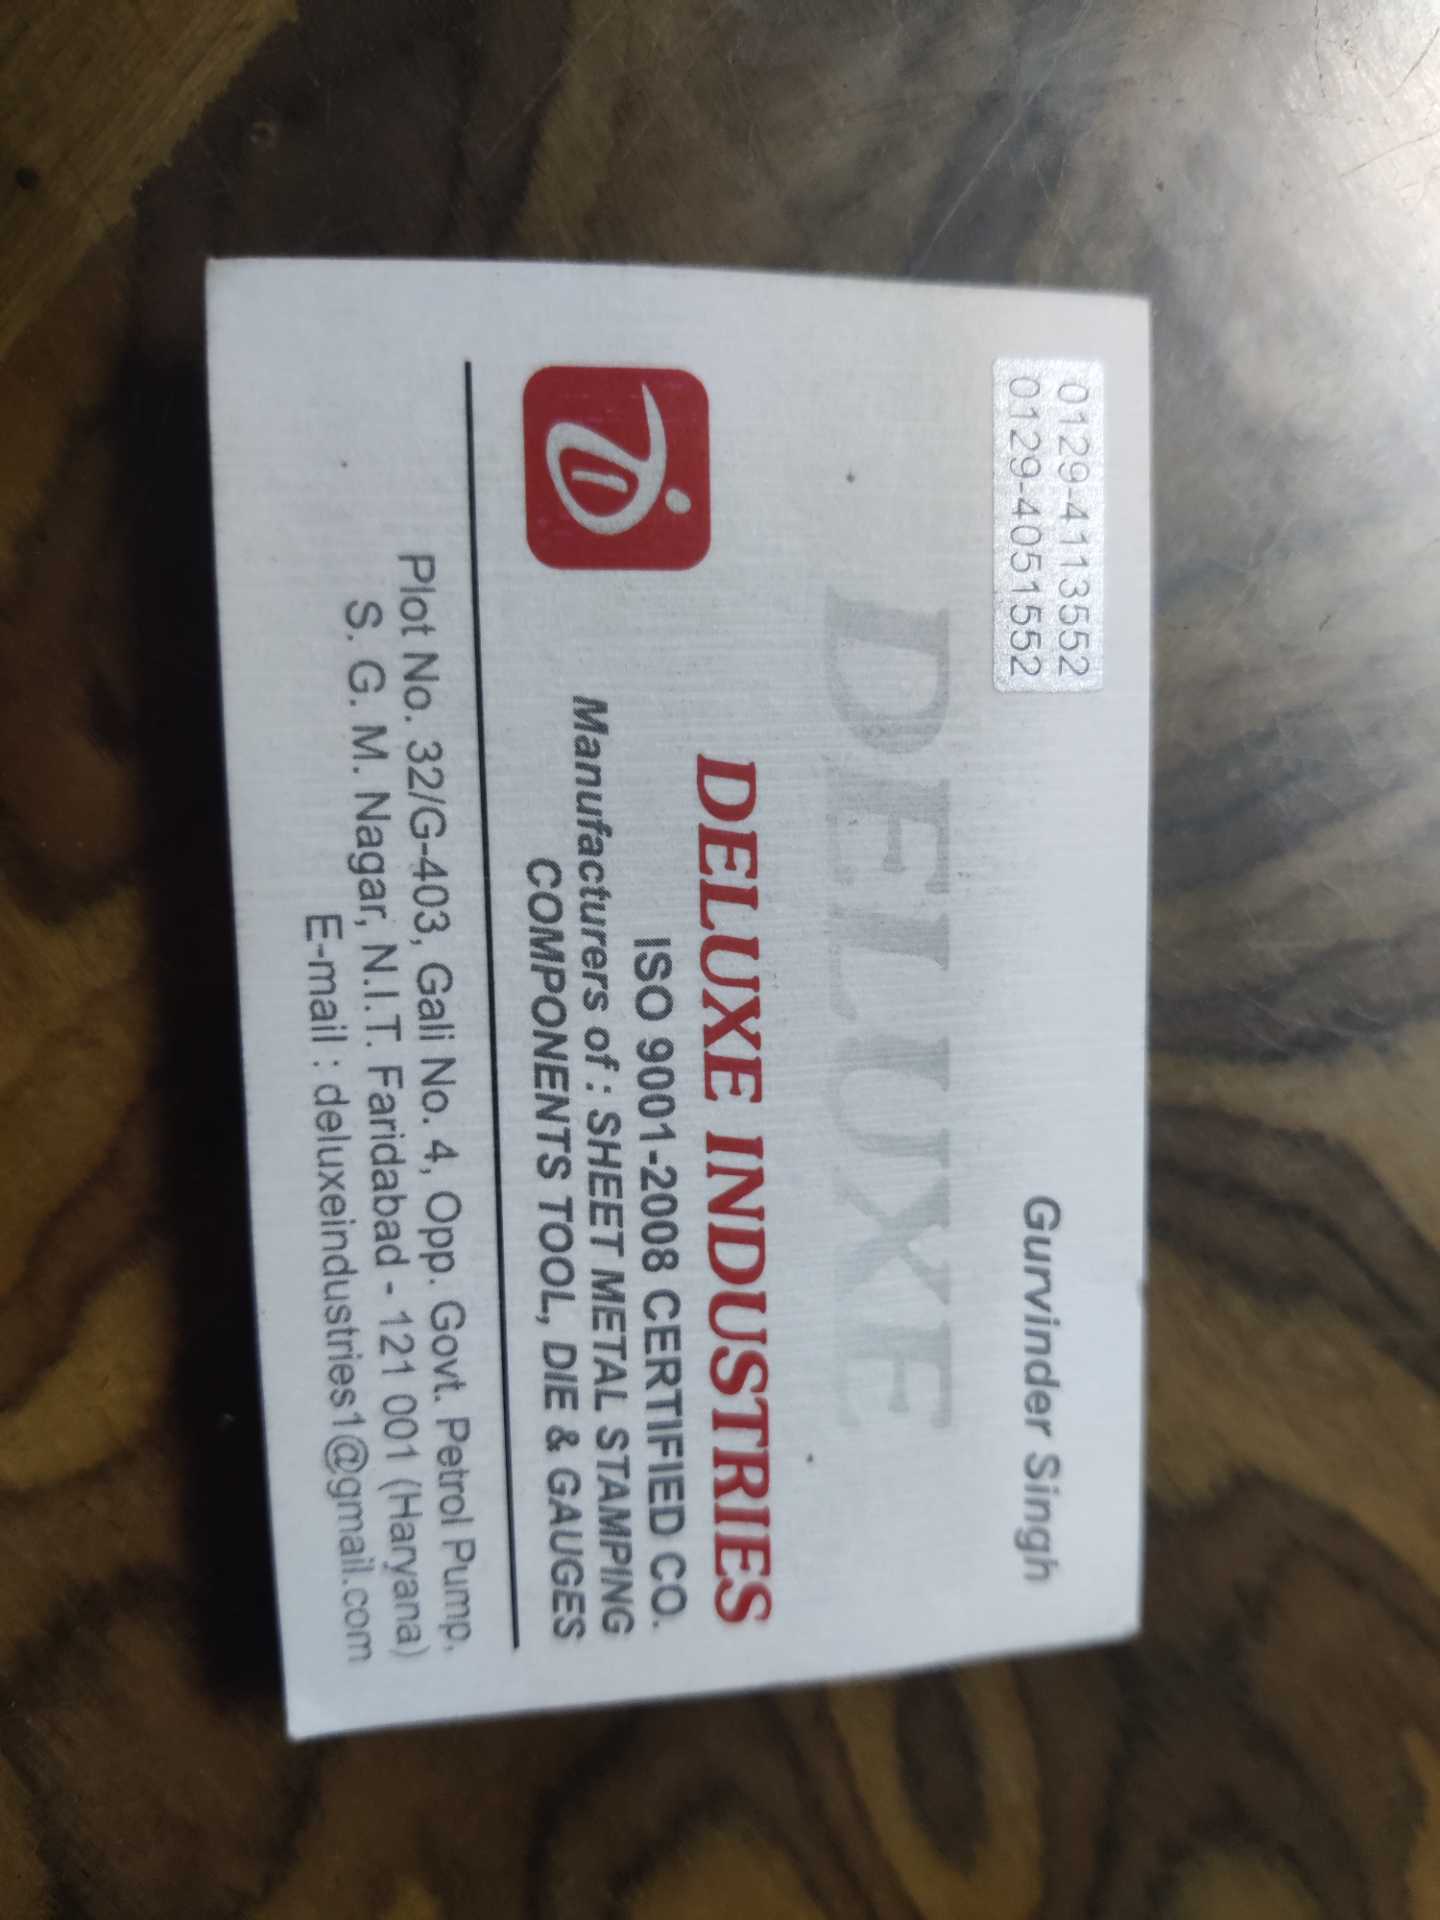 0129-4113552
0129-4051552
Gurvinder Singh
DELUXE
DELUXE INDUSTRIES
ISO 9001-2008 CERTIFIED CO.
Manufacturers of : SHEET METAL STAMPING
COMPONENTS TOOL, DIE & GAUGES
Plot No. 32/G-403, Gali No. 4, Opp. Govt. Petrol Pump,
S. G. M. Nagar, N.I.T. Faridabad - 121 001 (Haryana)
E-mail : deluxeindustries1@gmail.com